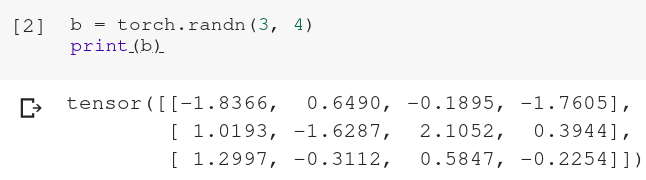 [2] b = torch.randn(3, 4)
print(b)
tensor([[-1.8366, 0.6490, -0.1895, -1.7605],
[ 1.0193, -1.6287, 2.1052, 0.3944],
[ 1.2997, -0.3112, 0.5847, -0.2254]])